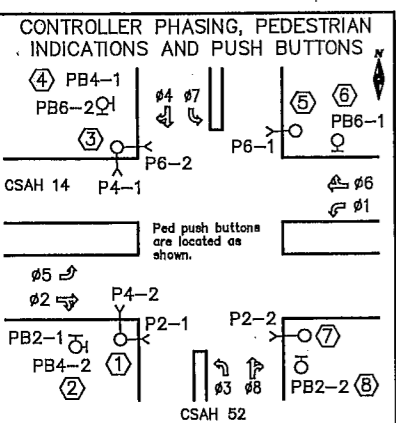 CONTROLLER PHASING, PEDESTRIAN
INDICATIONS AND PUSH BUTTONS
N
4 PB4-1
PB6-2
ø4 ø7
5
6
PB6-1
3
P6-2
P6-1
CSAH 14
P4-1
ø6
ø1
Ped push buttons
are located as
shown.
ø5
ø2
P4-2
P2-1
P2-2
PB2-1
PB4-2
1
7
2
ø3 ø8
PB2-2 8
CSAH 52